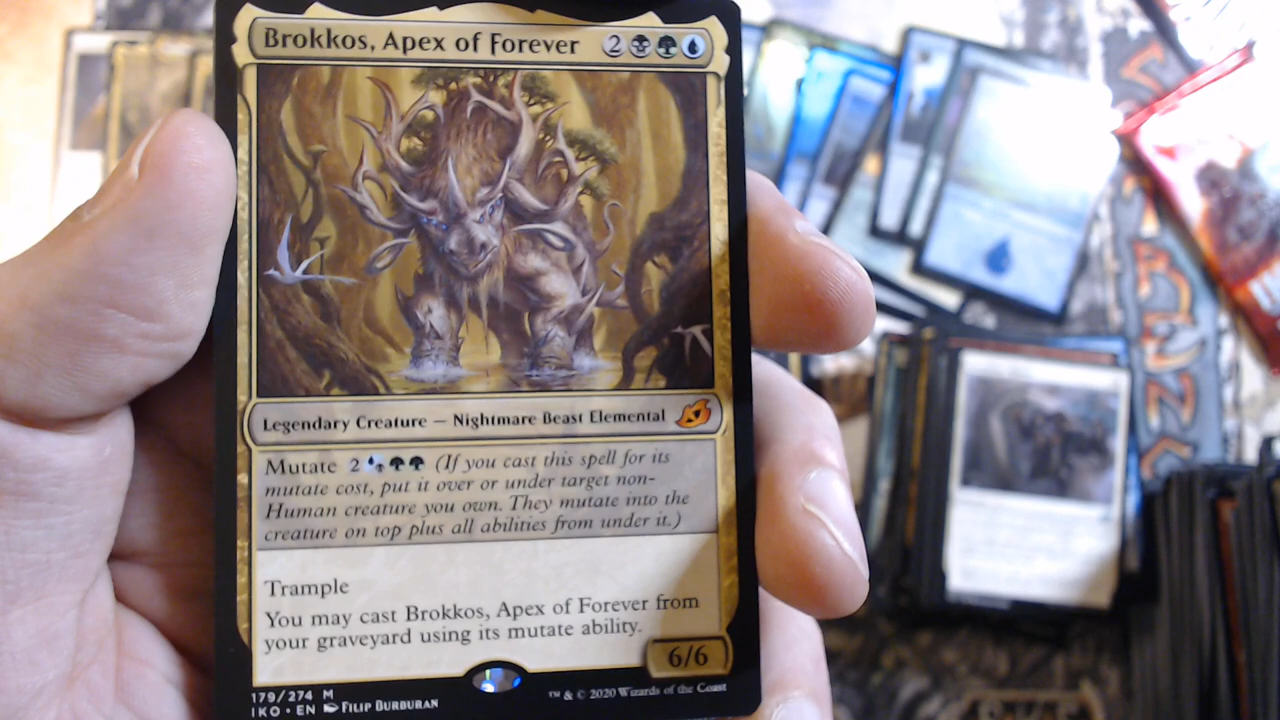 Brokkos, Apex of Forever 2
Legendary Creature — Nightmare Beast Elemental
Mutate 2 (If you cast this spell for its
mutate cost, put it over or under target non-
Human creature you own. They mutate into the
creature on top plus all abilities from under it.)
Trample
You may cast Brokkos, Apex of Forever from
your graveyard using its mutate ability.
6/6
179/274 M
IKO • EN FILIP BURBURAN
™ & © 2020 Wizards of the Coast